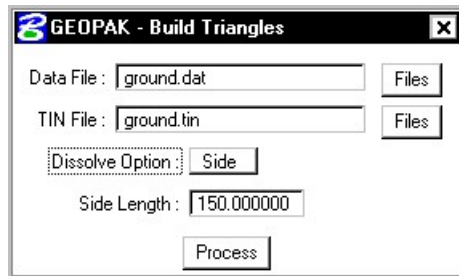 GEOPAK - Build Triangles
Data File : ground.dat Files
TIN File : ground.tin Files
Dissolve Option : Side
Side Length : 150.000000
Process